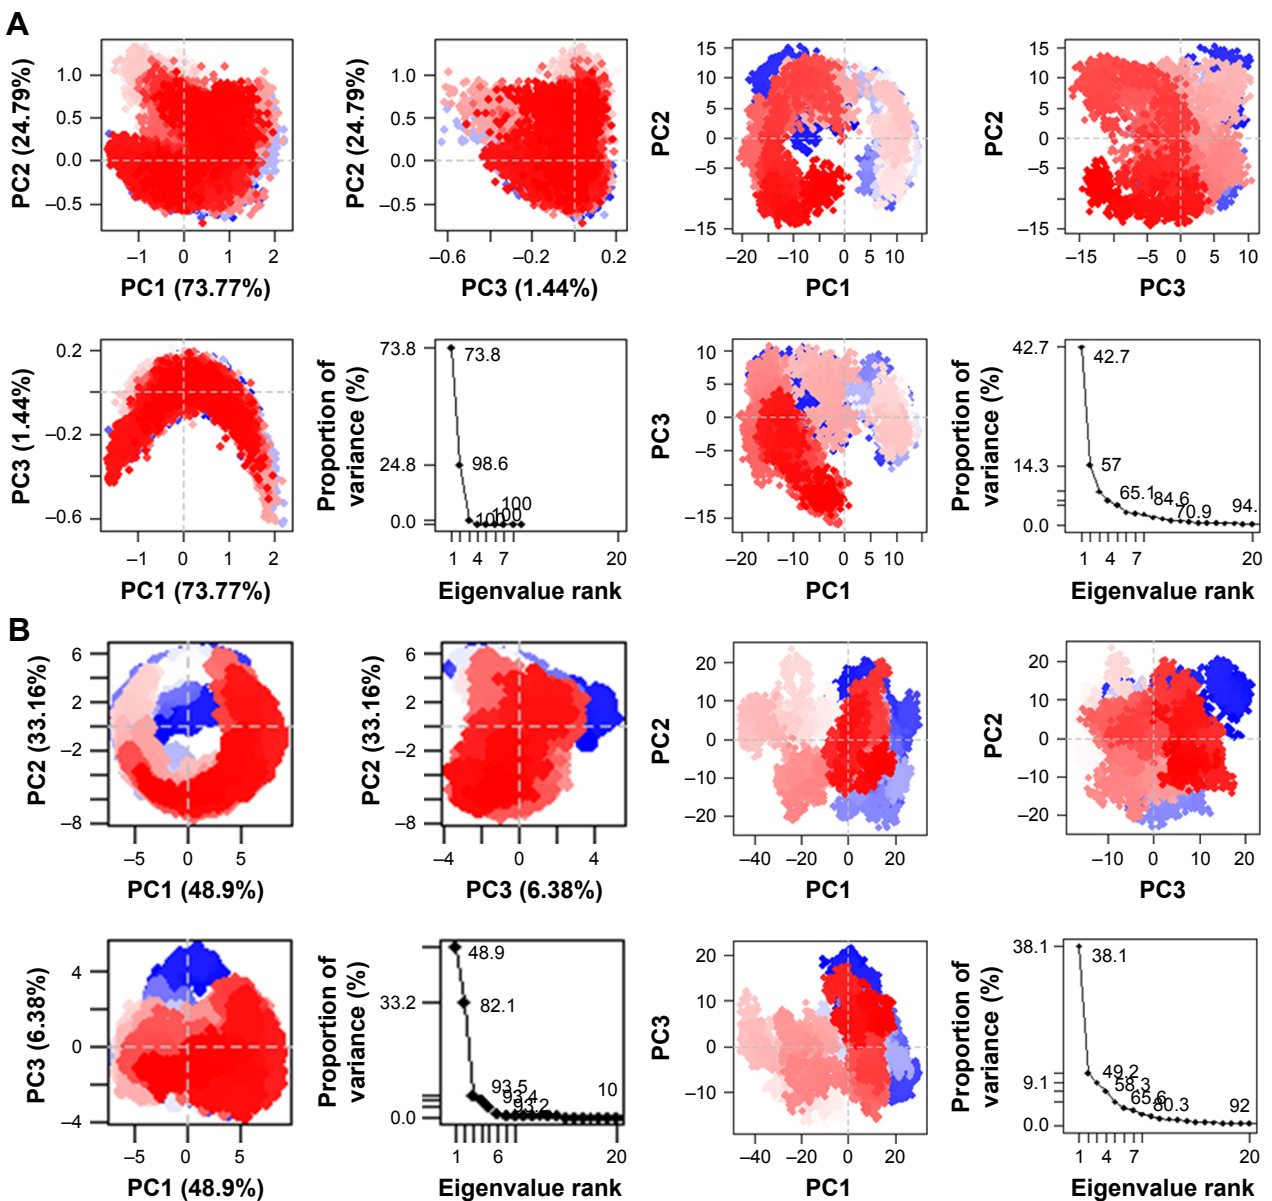 A
PC2 (24.79%)
1.0
0.5
0.0
–0.5
–1 0 1 2
PC1 (73.77%)
PC2 (24.79%)
1.0
0.5
0.0
–0.5
–0.6 –0.2 0.2
PC3 (1.44%)
PC2
15
10
5
0
–5
–15
–20 –10 0 5 10
PC1
PC2
15
10
5
0
–5
–15
–15 –5 0 5 10
PC3
PC3 (1.44%)
0.2
–0.2
–0.6
–1 0 1 2
PC1 (73.77%)
Proportion of
variance (%)
73.8
24.8
0.0
73.8
98.6
100
100
100
1 4 7 20
Eigenvalue rank
PC3
10
5
0
–5
–15
–20 –10 0 5 10
PC1
Proportion of
variance (%)
42.7
14.3
0.0
42.7
57
65.1
84.6
70.9
94.
1 4 7 20
Eigenvalue rank
B
PC2 (33.16%)
6
2
–2
–8
–5 0 5
PC1 (48.9%)
PC2 (33.16%)
6
2
–2
–8
–4 0 4
PC3 (6.38%)
PC2
20
10
0
–10
–20
–40 –20 0 20
PC1
PC2
20
10
0
–10
–20
–10 0 10 20
PC3
PC3 (6.38%)
4
0
–4
–5 0 5
PC1 (48.9%)
Proportion of
variance (%)
33.2
0.0
48.9
82.1
93.5
93.4
93.2
10
1 6 20
Eigenvalue rank
PC3
20
10
0
–10
–40 –20 0 20
PC1
Proportion of
variance (%)
38.1
9.1
0.0
38.1
49.2
58.3
65.6
80.3
92
1 4 7 20
Eigenvalue rank